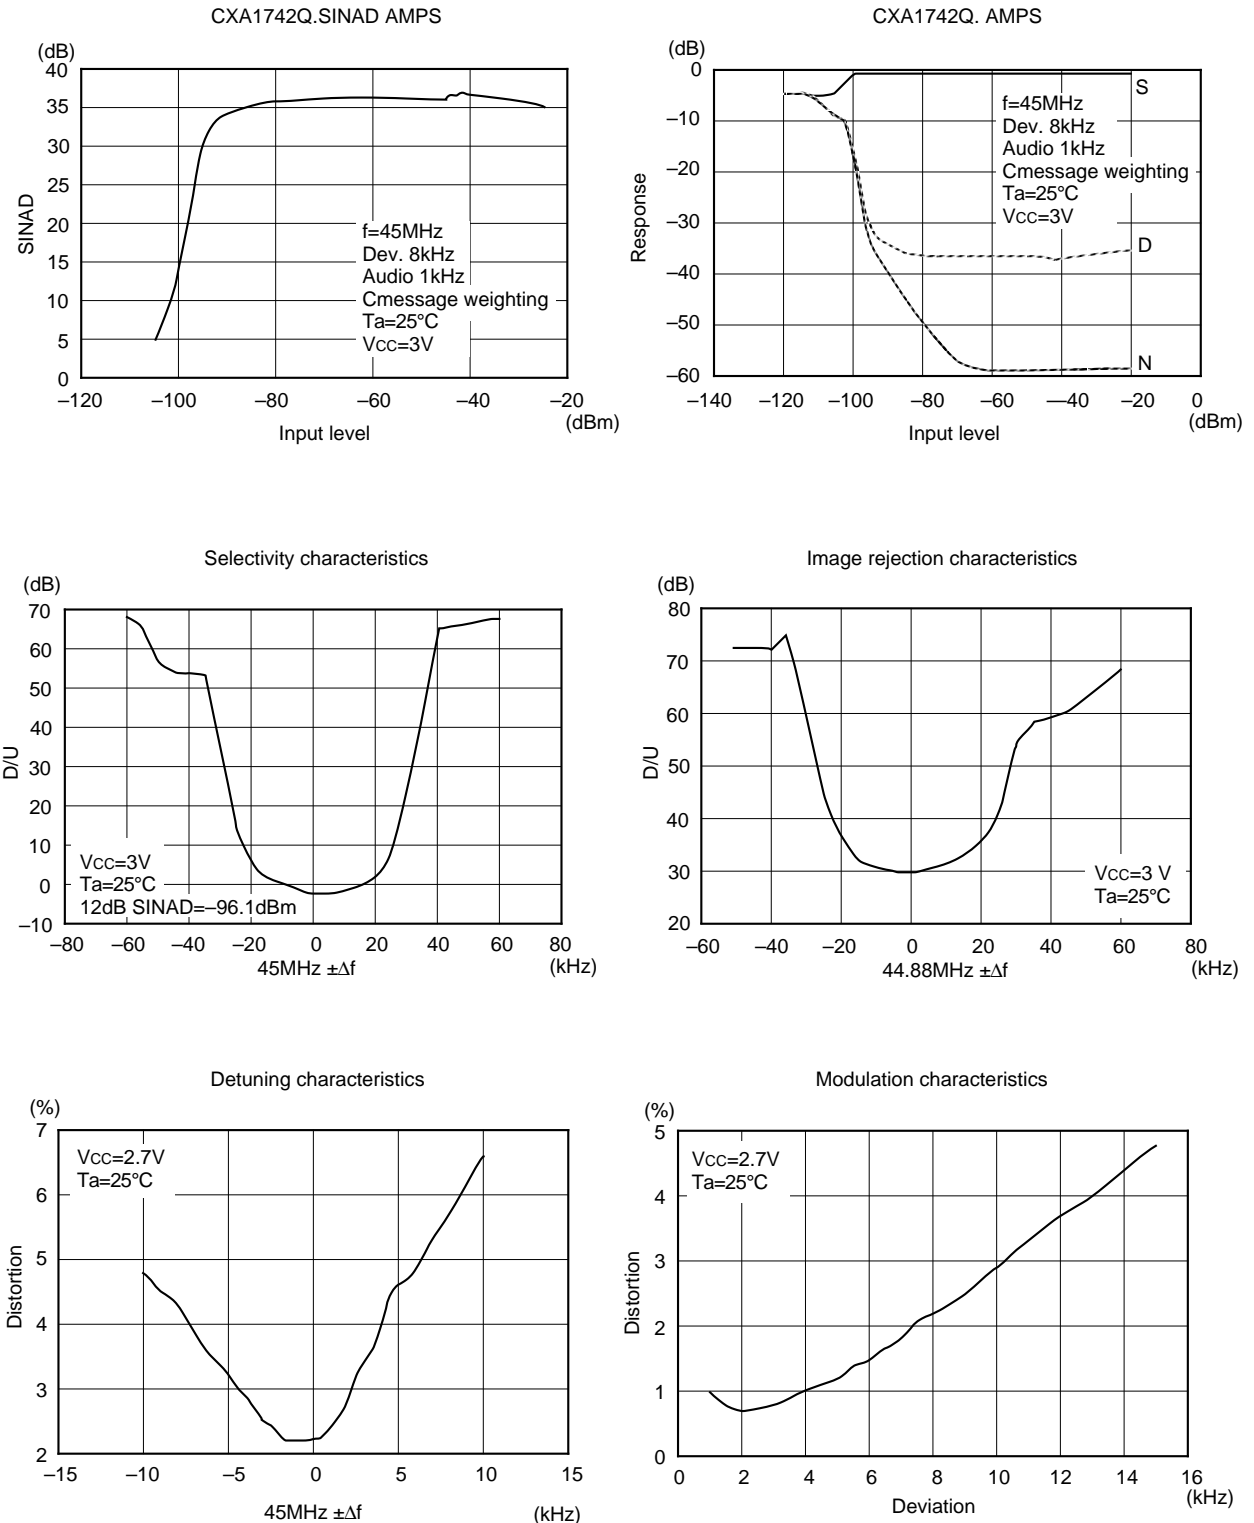 CXA1742Q.SINAD AMPS
(dB)
40
35
30
25
20
15
10
5
0
SINAD
f=45MHz
Dev. 8kHz
Audio 1kHz
Cmessage weighting
Ta=25°C
VCC=3V
–120 –100 –80 –60 –40 –20
(dBm)
Input level
CXA1742Q. AMPS
(dB)
0
–10
–20
–30
–40
–50
–60
Response
S
f=45MHz
Dev. 8kHz
Audio 1kHz
Cmessage weighting
Ta=25°C
VCC=3V
D
N
–140 –120 –100 –80 –60 –40 –20 0
(dBm)
Input level
Selectivity characteristics
(dB)
70
60
50
40
30
20
10
0
–10
D/U
VCC=3V
Ta=25°C
12dB SINAD=–96.1dBm
–80 –60 –40 –20 0 20 40 60 80
45MHz ±Δf (kHz)
Image rejection characteristics
(dB)
80
70
60
50
40
30
20
D/U
VCC=3 V
Ta=25°C
–60 –40 –20 0 20 40 60 80
44.88MHz ±Δf (kHz)
Detuning characteristics
(%)
7
6
5
4
3
2
Distortion
VCC=2.7V
Ta=25°C
–15 –10 –5 0 5 10 15
45MHz ±Δf (kHz)
Modulation characteristics
(%)
5
4
3
2
1
0
Distortion
VCC=2.7V
Ta=25°C
0 2 4 6 8 10 12 14 16
(kHz)
Deviation